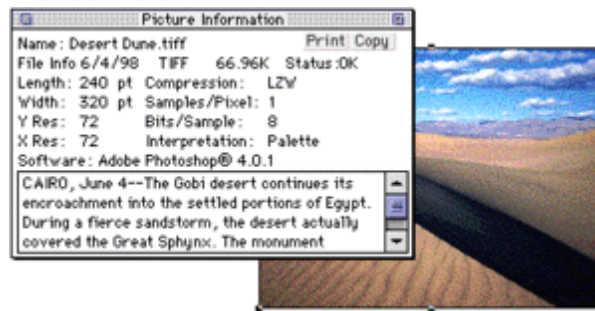 Picture Information
Name: Desert Dune.tiff Print Copy
File Info 6/4/98 TIFF 66.96K Status:OK
Length: 240 pt Compression: LZW
Width: 320 pt Samples/Pixel: 1
Y Res: 72 Bits/Sample: 8
X Res: 72 Interpretation: Palette
Software: Adobe Photoshop® 4.0.1
CAIRO, June 4--The Gobi desert continues its
encroachment into the settled portions of Egypt.
During a fierce sandstorm, the desert actually
covered the Great Sphynx. The monument